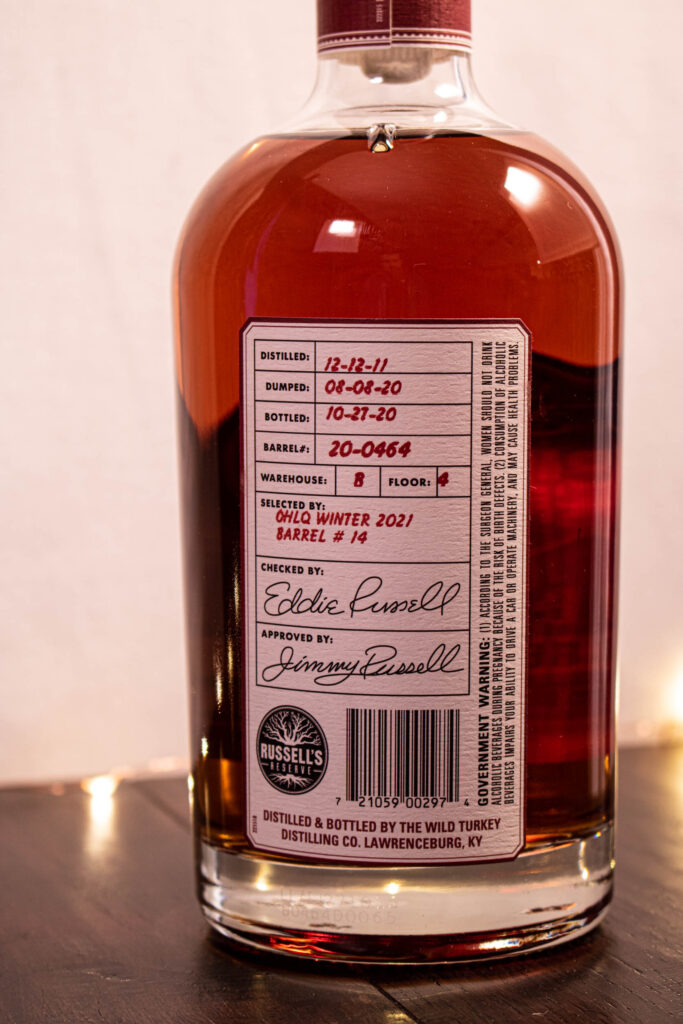 DISTILLED: 12-12-11
DUMPED: 08-08-20
BOTTLED: 10-27-20
BARREL#: 20-0464
WAREHOUSE: B FLOOR: 4
SELECTED BY:
OHLQ WINTER 2021
BARREL # 14
CHECKED BY:
Eddie Russell
APPROVED BY:
Jimmy Russell
RUSSELL'S
RESERVE
7 21059 00297 4
DISTILLED & BOTTLED BY THE WILD TURKEY
DISTILLING CO. LAWRENCEBURG, KY
GOVERNMENT WARNING: (1) ACCORDING TO THE SURGEON GENERAL, WOMEN SHOULD NOT DRINK
ALCOHOLIC BEVERAGES DURING PREGNANCY BECAUSE OF THE RISK OF BIRTH DEFECTS. (2) CONSUMPTION OF ALCOHOLIC
BEVERAGES IMPAIRS YOUR ABILITY TO DRIVE A CAR OR OPERATE MACHINERY, AND MAY CAUSE HEALTH PROBLEMS.